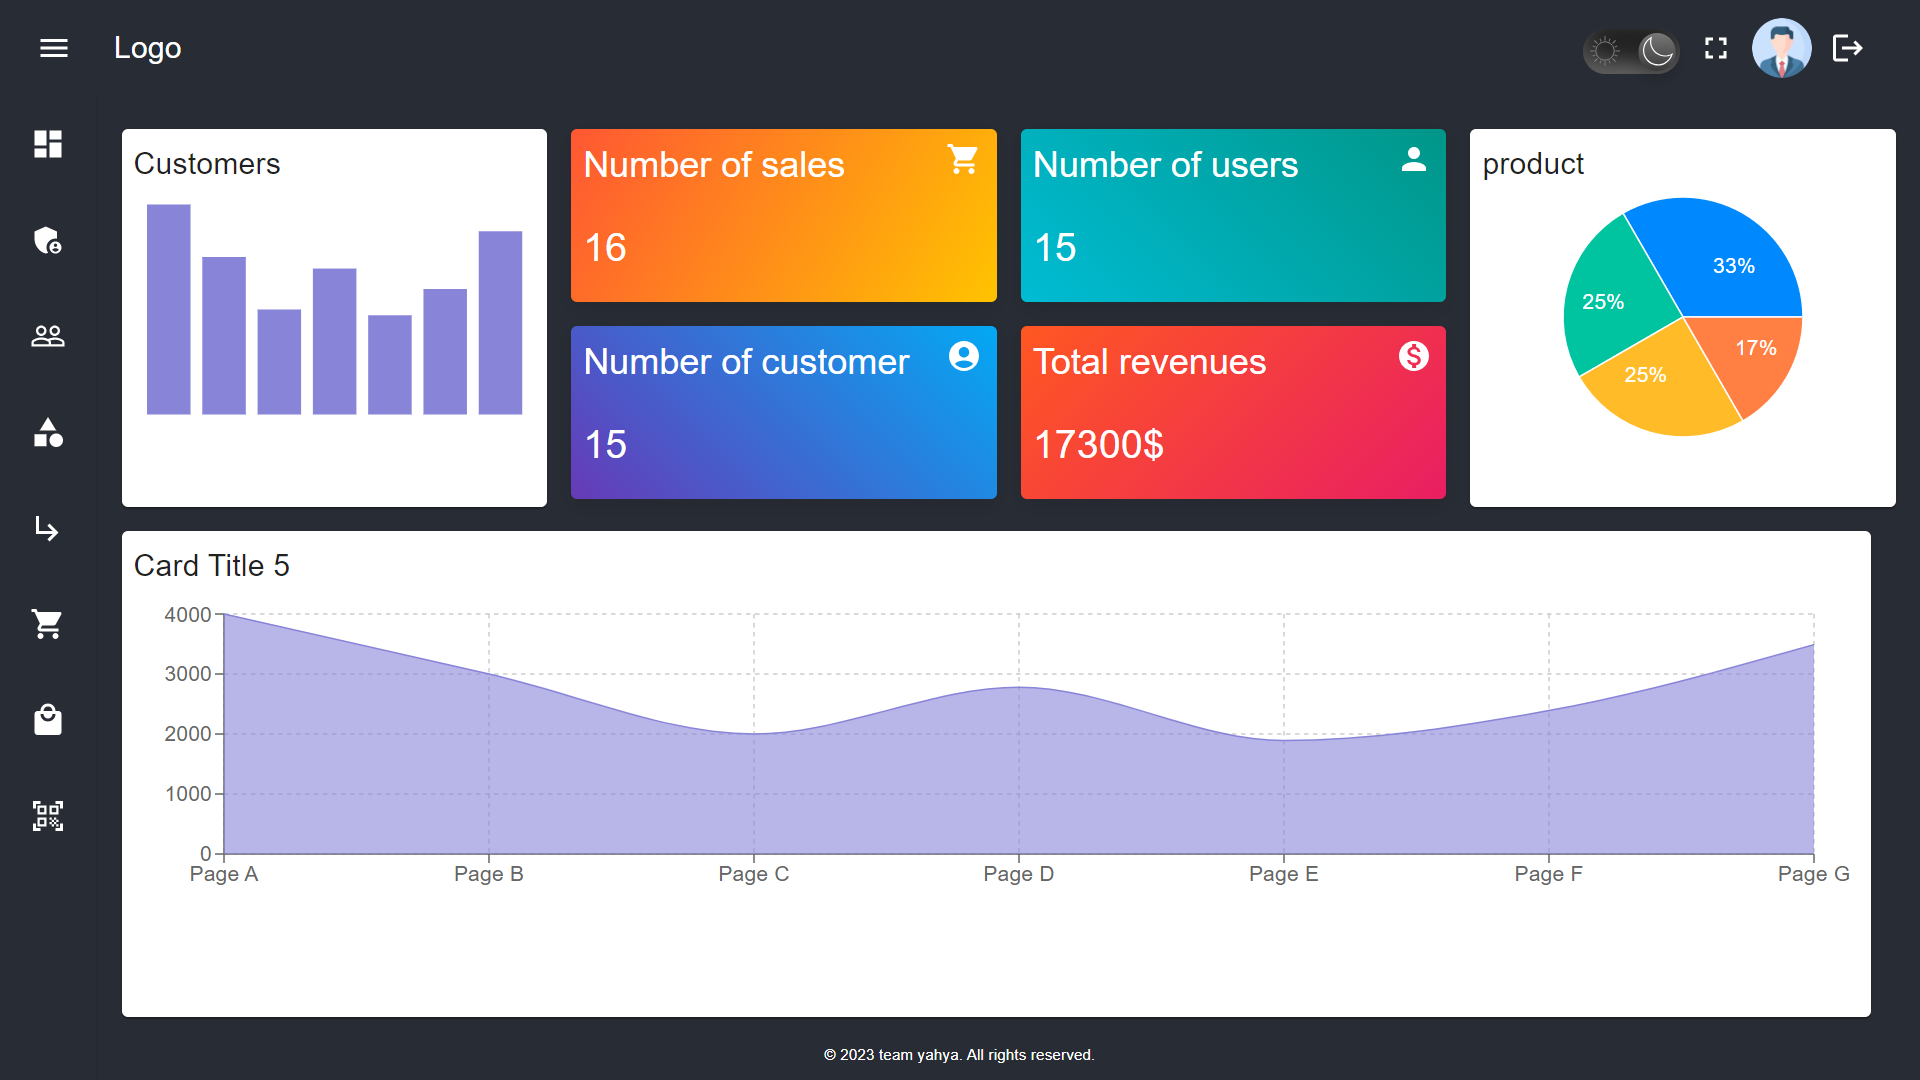 Logo
Customers
Number of sales
16
Number of users
15
product
33%
25%
17%
25%
Number of customer
15
Total revenues
17300$
Card Title 5
4000
3000
2000
1000
0
Page A
Page B
Page C
Page D
Page E
Page F
Page G
© 2023 team yahya. All rights reserved.